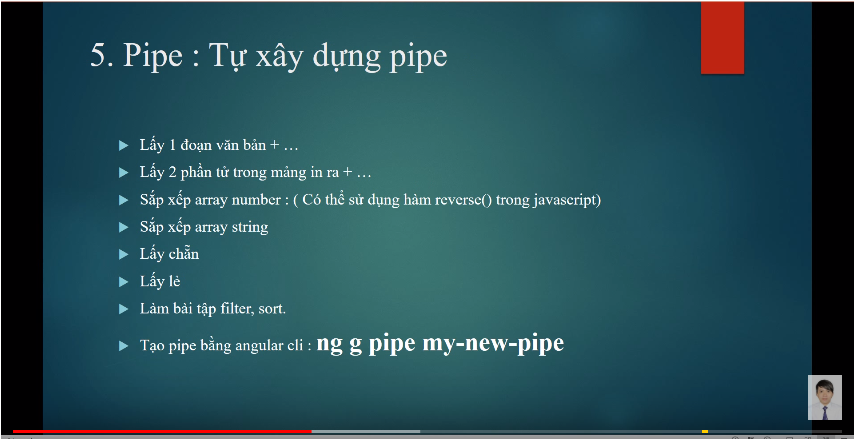 5. Pipe : Tự xây dựng pipe
Lấy 1 đoạn văn bản + …
Lấy 2 phần tử trong mảng in ra + …
Sắp xếp array number : ( Có thể sử dụng hàm reverse() trong javascript)
Sắp xếp array string
Lấy chẵn
Lấy lẻ
Làm bài tập filter, sort.
Tạo pipe bằng angular cli : ng g pipe my-new-pipe